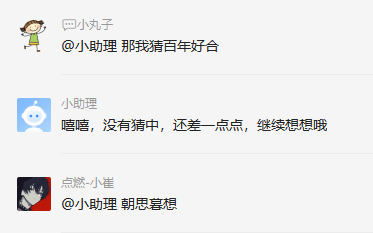 小丸子
@小助理 那我猜百年好合
小助理
嘻嘻，没有猜中，还差一点点，继续想想哦
点燃-小崔
@小助理 朝思暮想